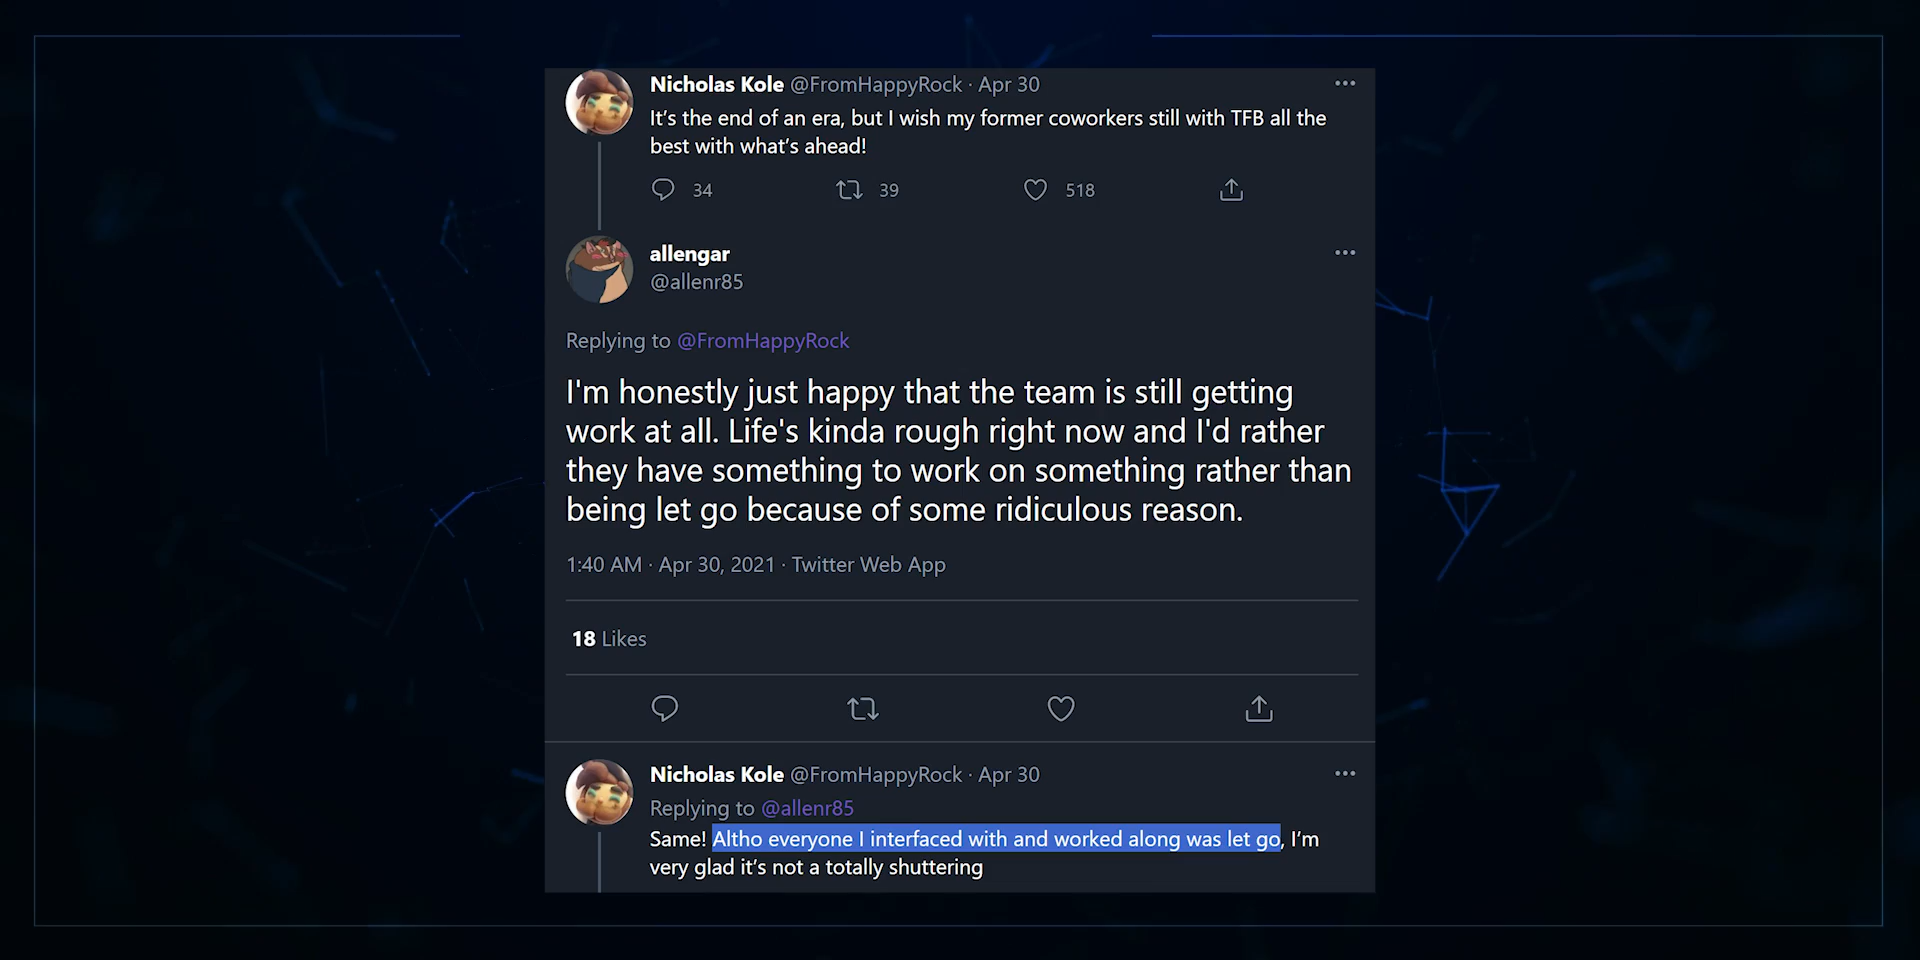 Nicholas Kole @FromHappyRock · Apr 30
It's the end of an era, but I wish my former coworkers still with TFB all the
best with what's ahead!
34 39 518
allengar
@allenr85
Replying to @FromHappyRock
I'm honestly just happy that the team is still getting
work at all. Life's kinda rough right now and I'd rather
they have something to work on something rather than
being let go because of some ridiculous reason.
1:40 AM · Apr 30, 2021 · Twitter Web App
18 Likes
Nicholas Kole @FromHappyRock · Apr 30
Replying to @allenr85
Same! Altho everyone I interfaced with and worked along was let go, I'm
very glad it's not a totally shuttering